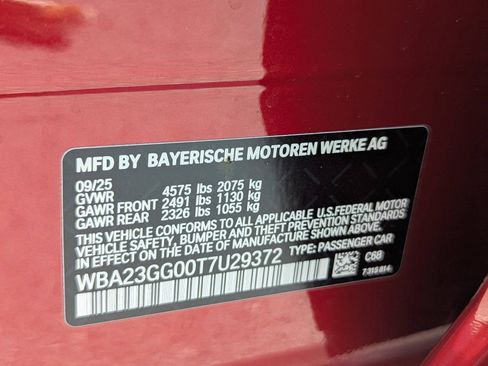 MFD BY BAYERISCHE MOTOREN WERKE AG
09/25
GVWR 4575 lbs 2075 kg
GAWR FRONT 2491 lbs 1130 kg
GAWR REAR 2326 lbs 1055 kg
THIS VEHICLE CONFORMS TO ALL APPLICABLE U.S.FEDERAL MOTOR
VEHICLE SAFETY, BUMPER AND THEFT PREVENTION STANDARDS
IN EFFECT ON THE DATE OF MANUFACTURE SHOWN ABOVE.
WBA23GG00T7U29372 TYPE: PASSENGER CAR
C68
7315814